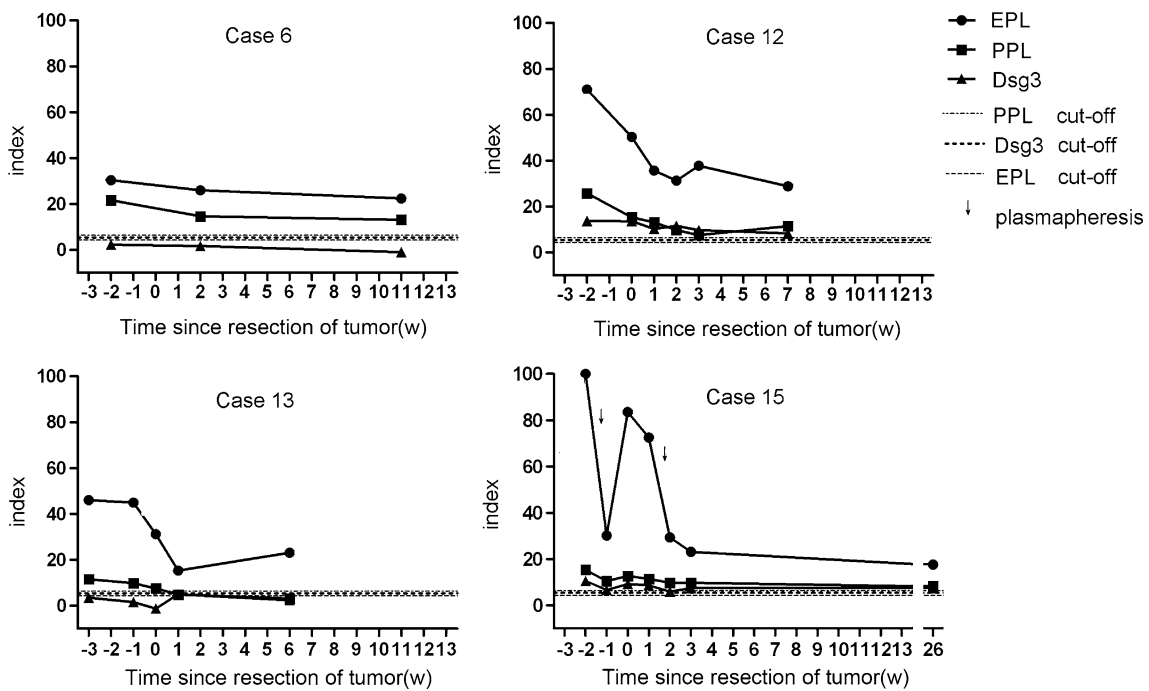 Case 6
100
80
60
40
20
0
index
-3 -2 -1 0 1 2 3 4 5 6 7 8 9 10 11 12 13
Time since resection of tumor(w)
Case 12
100
80
60
40
20
0
index
-3 -2 -1 0 1 2 3 4 5 6 7 8 9 10 11 12 13
Time since resection of tumor(w)
EPL
PPL
Dsg3
PPL cut-off
Dsg3 cut-off
EPL cut-off
plasmapheresis
Case 13
100
80
60
40
20
0
index
-3 -2 -1 0 1 2 3 4 5 6 7 8 9 10 11 12 13
Time since resection of tumor(w)
Case 15
100
80
60
40
20
0
index
-3 -2 -1 0 1 2 3 4 5 6 7 8 9 10 11 12 13 26
Time since resection of tumor(w)